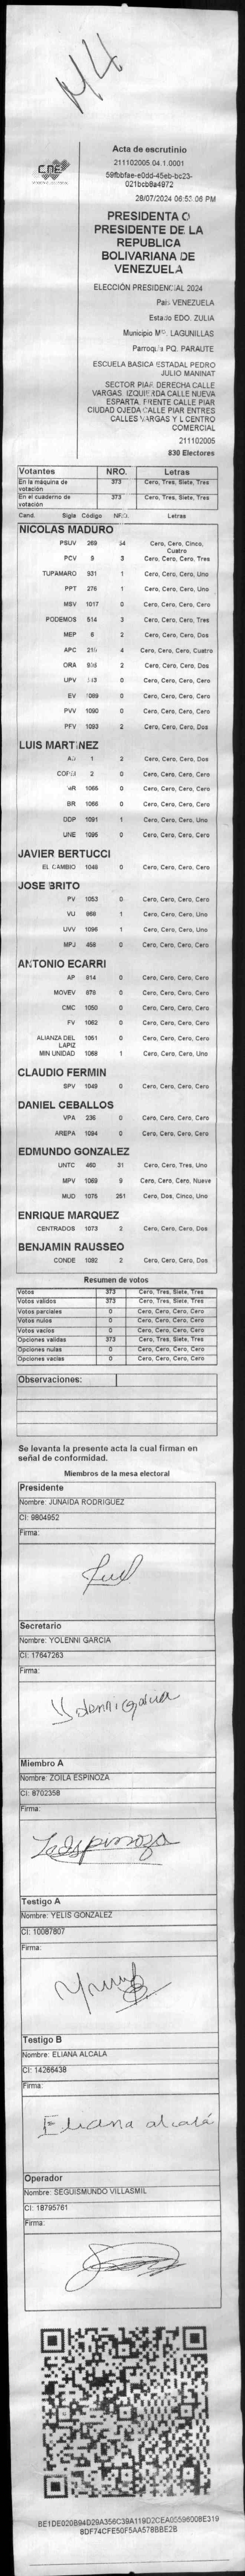 M4
CNE
Acta de escrutinio
211102005.04.1.0001
59fbbfae-e0dd-45eb-bc23-
021bcb8a4972
28/07/2024 06:53:06 PM
PRESIDENTA O
PRESIDENTE DE LA
REPUBLICA
BOLIVARIANA DE
VENEZUELA
ELECCIÓN PRESIDENCIAL 2024
País VENEZUELA
Estado EDO. ZULIA
Municipio MP. LAGUNILLAS
Parroquia PQ. PARAUTE
ESCUELA BASICA ESTADAL PEDRO
JULIO MANINAT
SECTOR PIAR. DERECHA CALLE
VARGAS. IZQUIERDA CALLE NUEVA
ESPARTA. FRENTE CALLE PIAR
CIUDAD OJEDA CALLE PIAR ENTRES
CALLES VARGAS Y L CENTRO
COMERCIAL
211102005
830 Electores
Votantes NRO. Letras
En la máquina de votación 373 Cero, Tres, Siete, Tres
En el cuaderno de votación 373 Cero, Tres, Siete, Tres
Cand. Sigla Código NRO. Letras
NICOLAS MADURO
PSUV 269 54 Cero, Cero, Cinco, Cuatro
PCV 9 3 Cero, Cero, Cero, Tres
TUPAMARO 931 1 Cero, Cero, Cero, Uno
PPT 276 1 Cero, Cero, Cero, Uno
MSV 1017 0 Cero, Cero, Cero, Cero
PODEMOS 514 3 Cero, Cero, Cero, Tres
MEP 6 2 Cero, Cero, Cero, Dos
APC 4 Cero, Cero, Cero, Cuatro
ORA 2 Cero, Cero, Cero, Dos
UPV 0 Cero, Cero, Cero, Cero
EV 1089 0 Cero, Cero, Cero, Cero
PVV 1090 0 Cero, Cero, Cero, Cero
PFV 1093 2 Cero, Cero, Cero, Dos
LUIS MARTINEZ
AD 1 2 Cero, Cero, Cero, Dos
COPEI 2 0 Cero, Cero, Cero, Cero
MR 1065 0 Cero, Cero, Cero, Cero
BR 1066 0 Cero, Cero, Cero, Cero
DDP 1091 1 Cero, Cero, Cero, Uno
UNE 1095 0 Cero, Cero, Cero, Cero
JAVIER BERTUCCI
EL CAMBIO 1048 0 Cero, Cero, Cero, Cero
JOSE BRITO
PV 1053 0 Cero, Cero, Cero, Cero
VU 968 1 Cero, Cero, Cero, Uno
UVV 1096 1 Cero, Cero, Cero, Uno
MPJ 458 0 Cero, Cero, Cero, Cero
ANTONIO ECARRI
AP 914 0 Cero, Cero, Cero, Cero
MOVEV 978 0 Cero, Cero, Cero, Cero
CMC 1050 0 Cero, Cero, Cero, Cero
FV 1062 0 Cero, Cero, Cero, Cero
ALIANZA DEL LAPIZ 1051 0 Cero, Cero, Cero, Cero
MIN UNIDAD 1068 1 Cero, Cero, Cero, Uno
CLAUDIO FERMIN
SPV 1049 0 Cero, Cero, Cero, Cero
DANIEL CEBALLOS
VPA 236 0 Cero, Cero, Cero, Cero
AREPA 1094 0 Cero, Cero, Cero, Cero
EDMUNDO GONZALEZ
UNTC 460 31 Cero, Cero, Tres, Uno
MPV 1069 9 Cero, Cero, Cero, Nueve
MUD 1075 251 Cero, Dos, Cinco, Uno
ENRIQUE MARQUEZ
CENTRADOS 1073 2 Cero, Cero, Cero, Dos
BENJAMIN RAUSSEO
CONDE 1092 2 Cero, Cero, Cero, Dos
Resumen de votos
Votos 373 Cero, Tres, Siete, Tres
Votos validos 373 Cero, Tres, Siete, Tres
Votos parciales 0 Cero, Cero, Cero, Cero
Votos nulos 0 Cero, Cero, Cero, Cero
Votos vacios 0 Cero, Cero, Cero, Cero
Opciones validas 373 Cero, Tres, Siete, Tres
Opciones nulas 0 Cero, Cero, Cero, Cero
Opciones vacias 0 Cero, Cero, Cero, Cero
Observaciones:
Se levanta la presente acta la cual firman en
señal de conformidad.
Miembros de la mesa electoral
Presidente
Nombre: JUNAIDA RODRIGUEZ
CI: 9804952
Firma:
Secretario
Nombre: YOLENNI GARCIA
CI: 17647263
Firma:
Yolenni Garcia
Miembro A
Nombre: ZOILA ESPINOZA
CI: 8702358
Firma:
Testigo A
Nombre: YELIS GONZALEZ
CI: 10087807
Firma:
Testigo B
Nombre: ELIANA ALCALA
CI: 14266438
Firma:
Eliana alcalá
Operador
Nombre: SEGUISMUNDO VILLASMIL
CI: 18795761
Firma:
BE1DE020B94D29A356C39A119D2CEA0559600BE319
8DF74CFE50F5AA578BBE2B